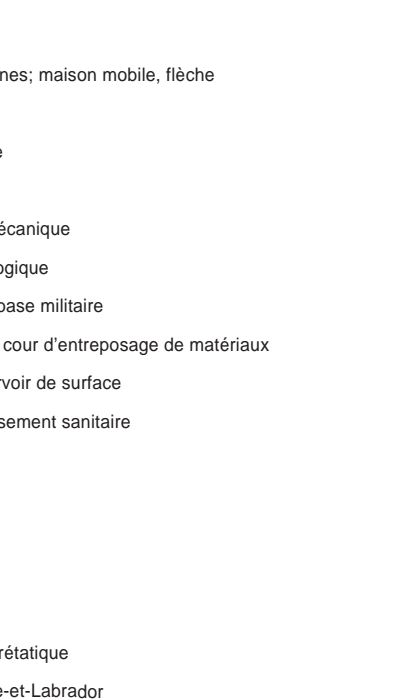 nes; maison mobile, flèche
e
écanique
ogique
base militaire
cour d'entreposage de matériaux
rvoir de surface
sement sanitaire
rétatique
e-et-Labrador